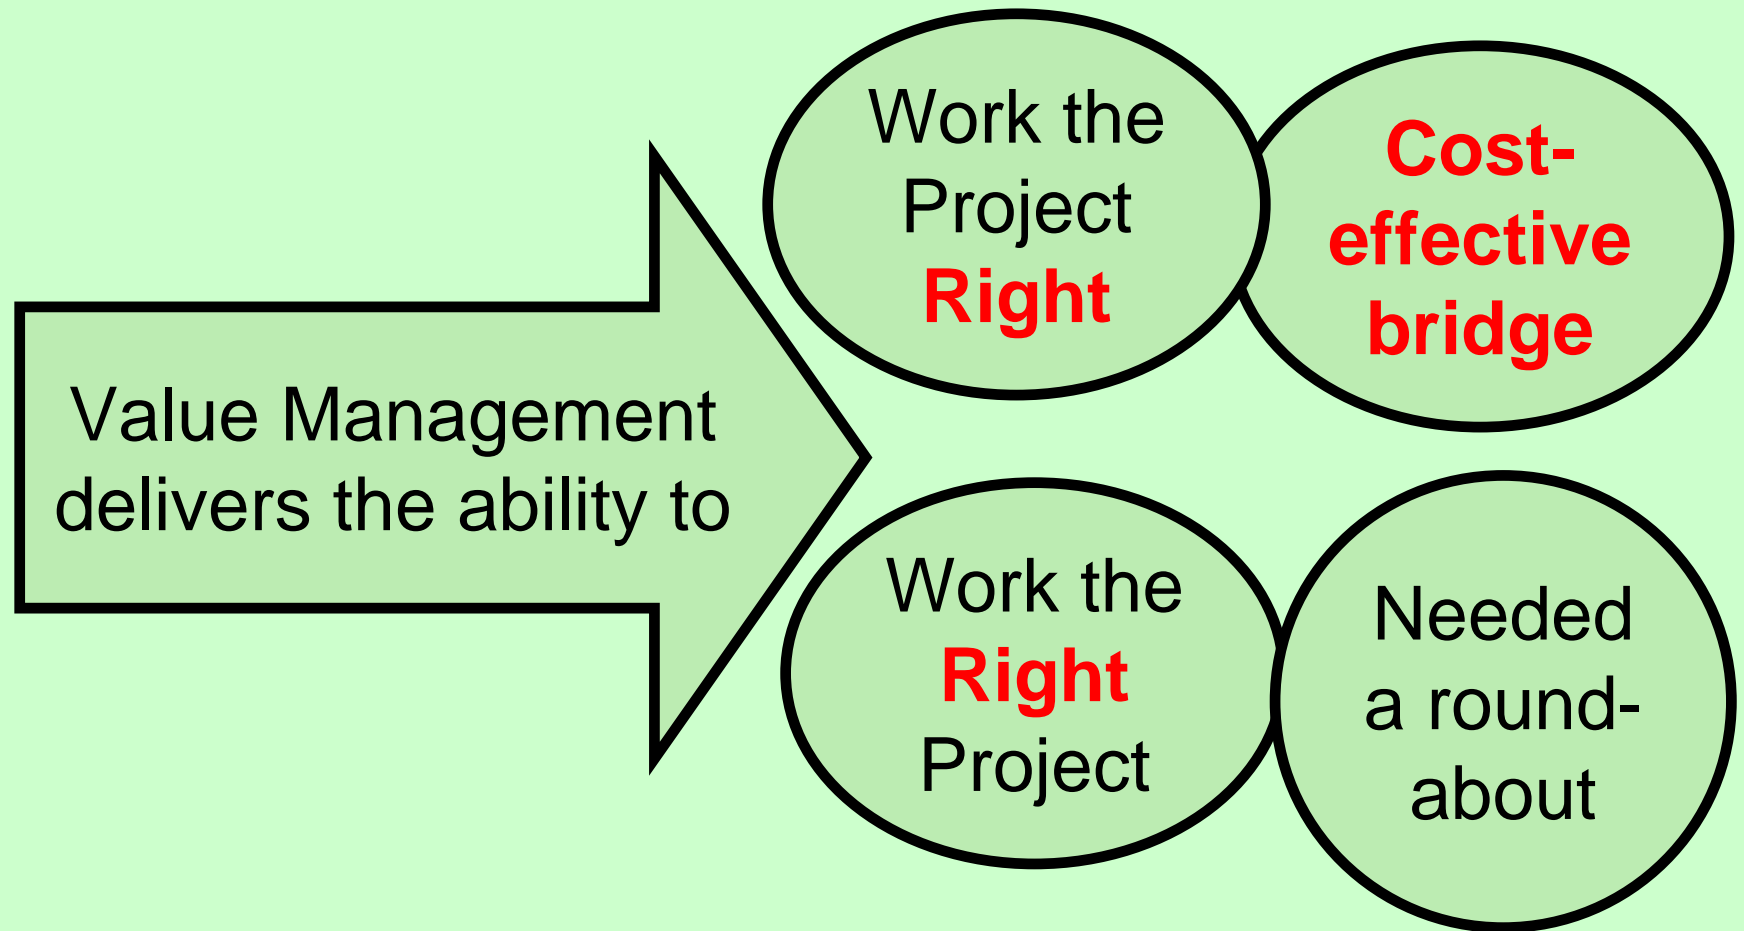 Value Management
delivers the ability to
Work the
Project
Right
Cost-
effective
bridge
Work the
Right
Project
Needed
a round-
about